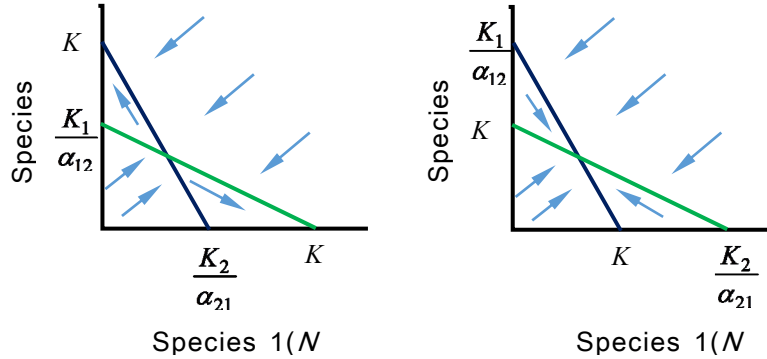 K
K₁
α₁₂
Species
K₂
α₂₁
K
Species 1(N
K₁
α₁₂
K
Species
K
K₂
α₂₁
Species 1(N